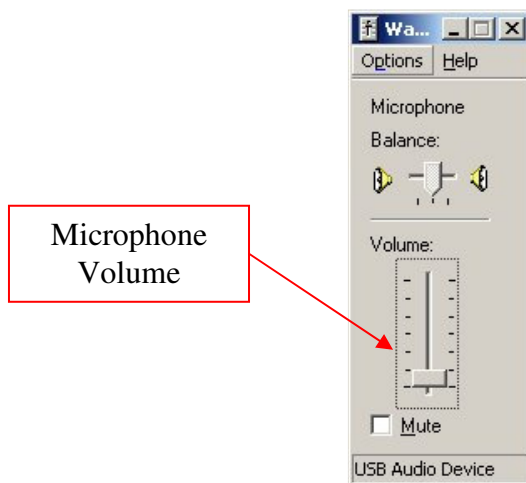 Wa...
Options Help
Microphone
Balance:
Microphone
Volume
Volume:
Mute
USB Audio Device